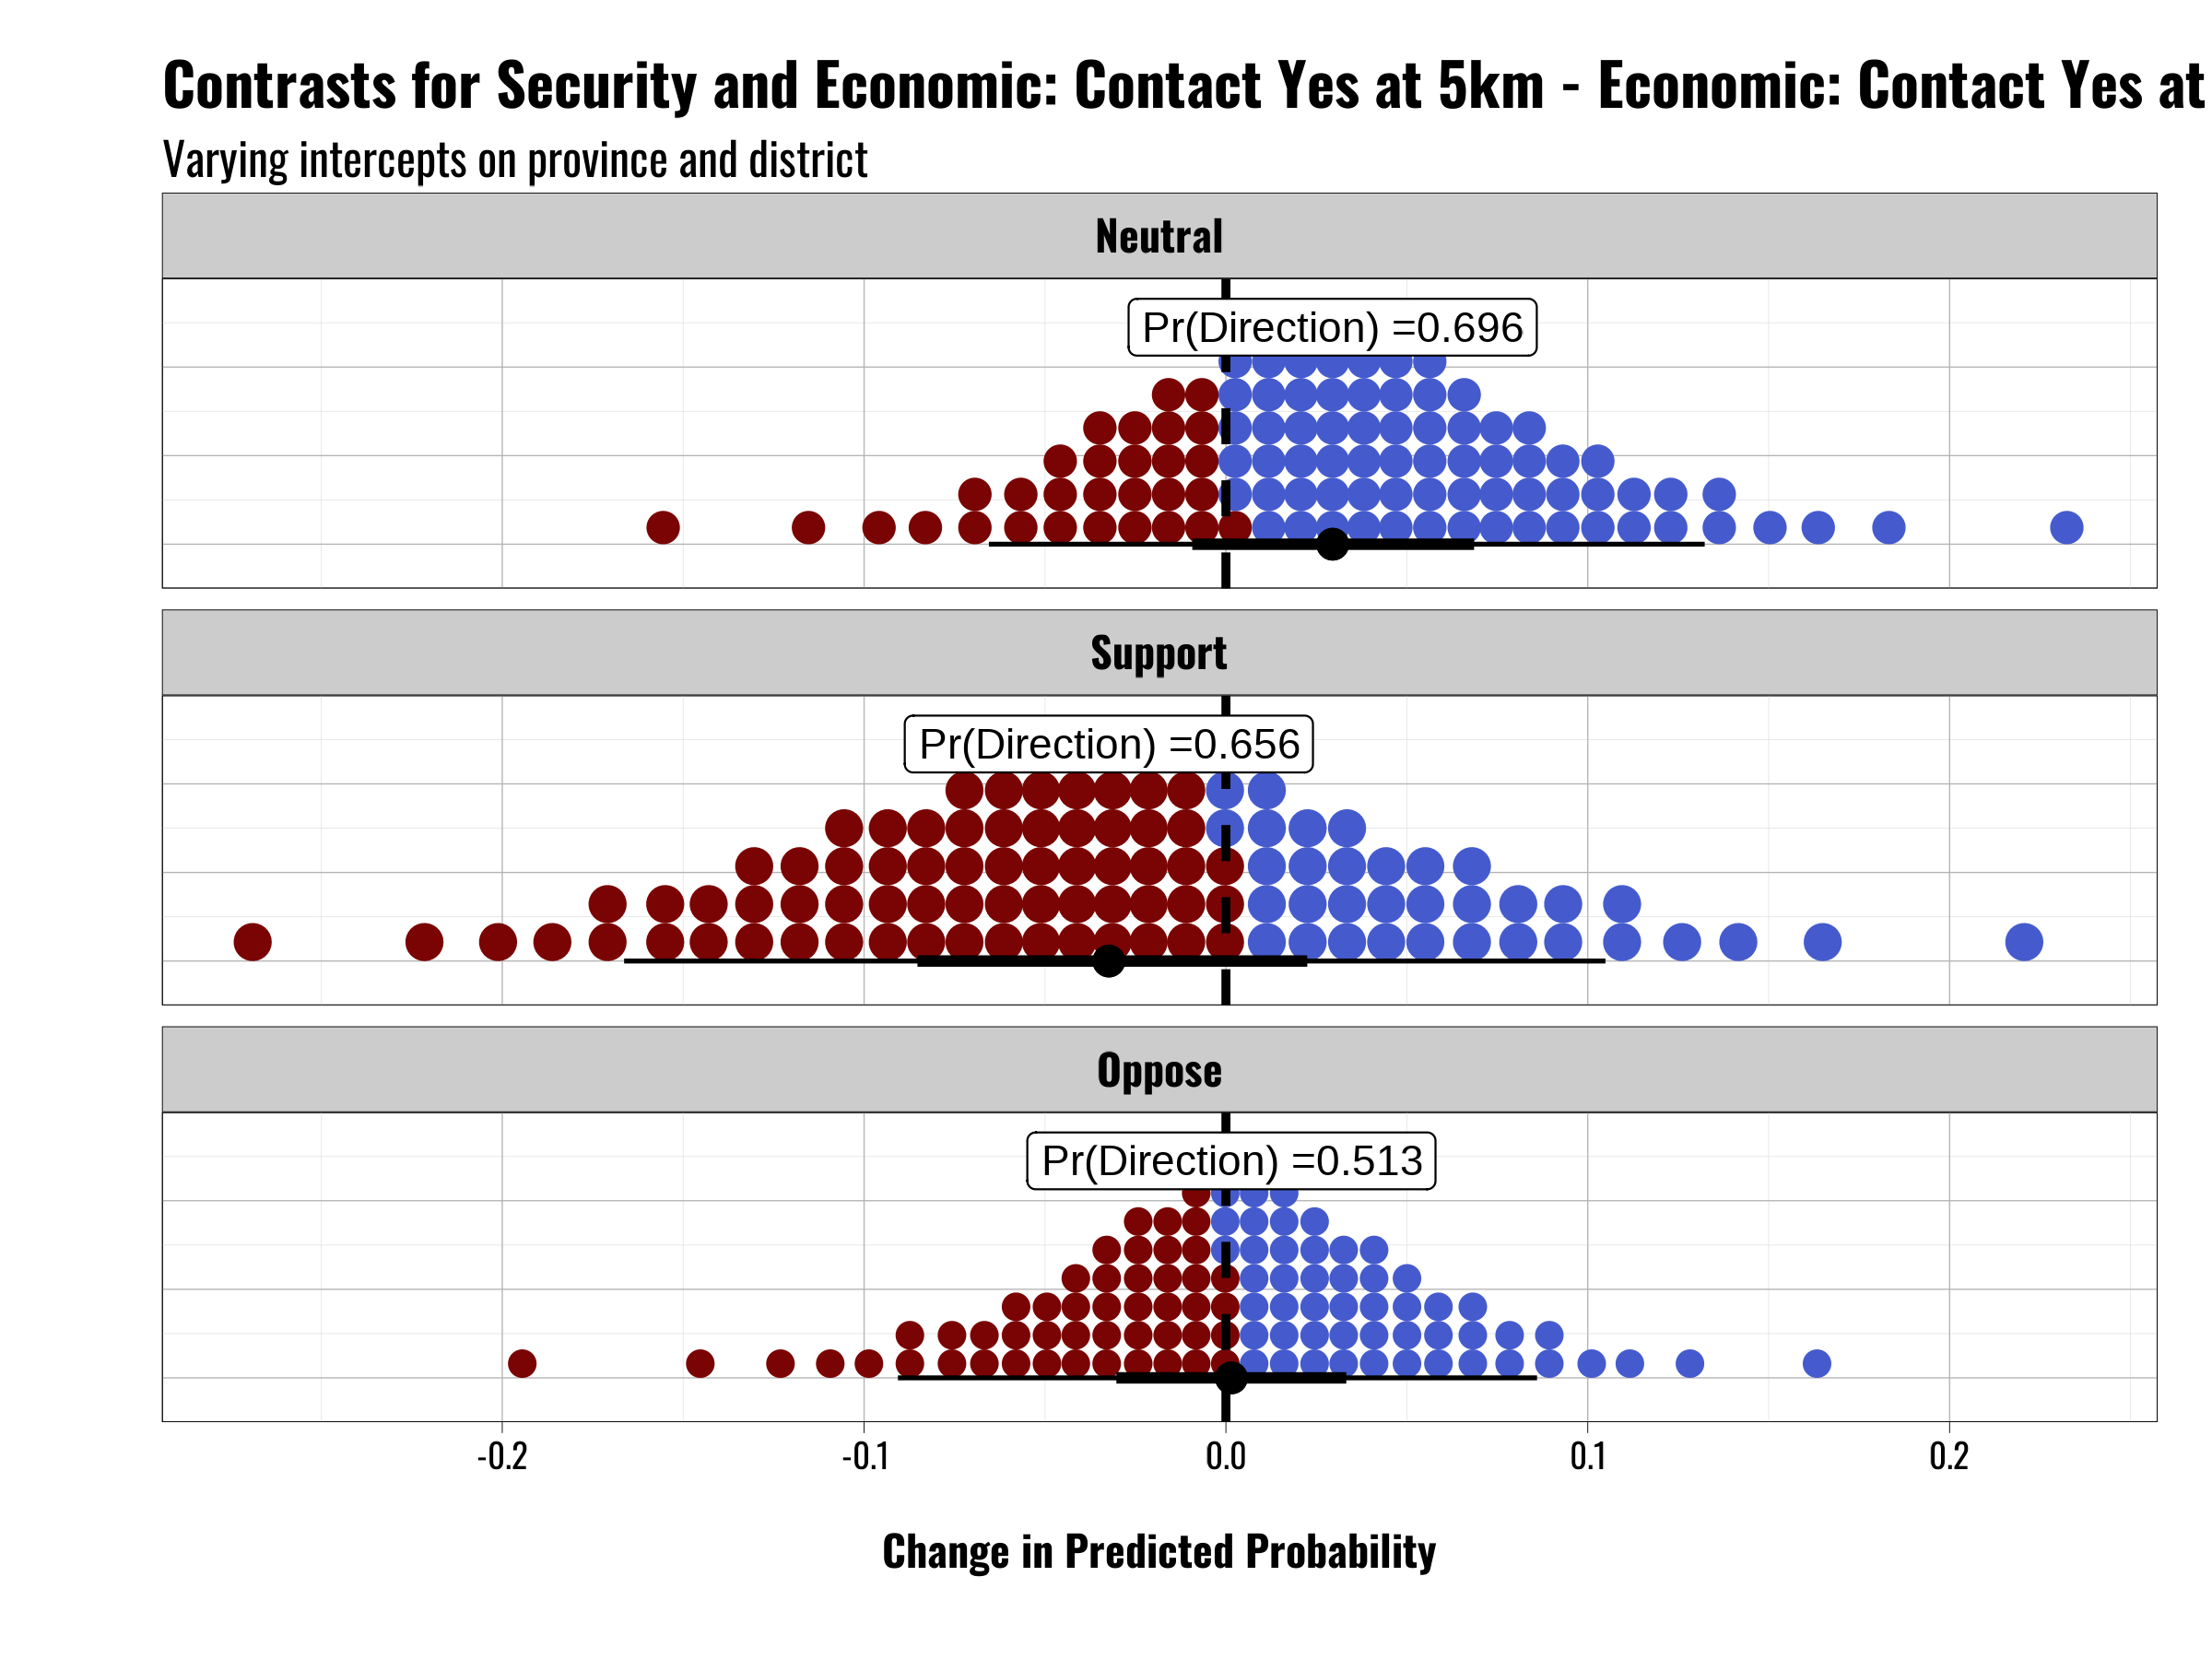 Contrasts for Security and Economic: Contact Yes at 5km - Economic: Contact Yes at
Varying intercepts on province and district
Neutral
Pr(Direction) =0.696
Support
Pr(Direction) =0.656
Oppose
Pr(Direction) =0.513
-0.2 -0.1 0.0 0.1 0.2
Change in Predicted Probability